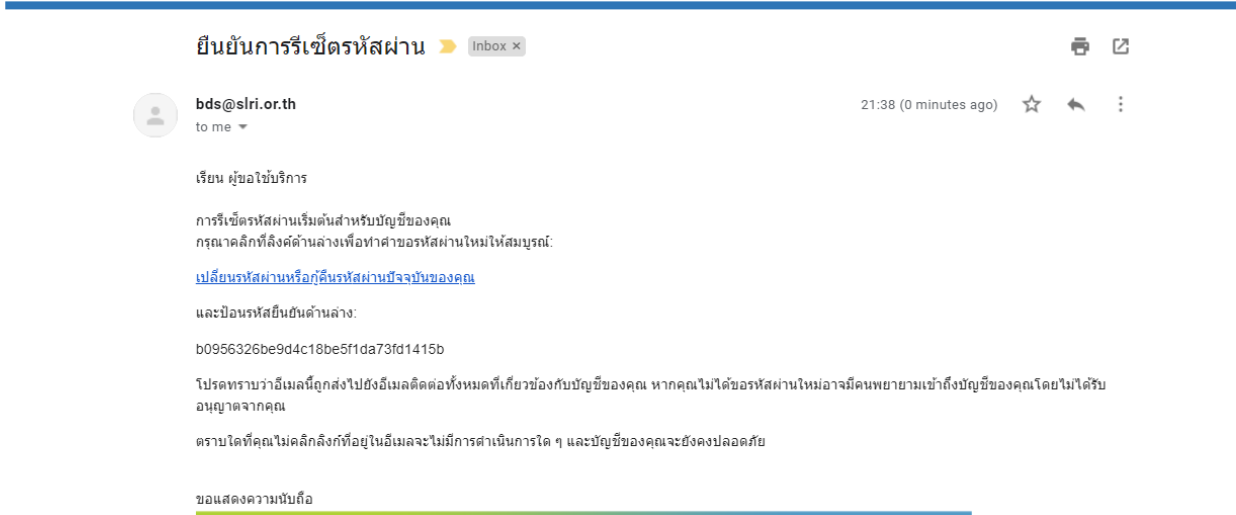 ยืนยันการรีเซ็ตรหัสผ่าน Inbox ×
bds@slri.or.th 21:38 (0 minutes ago)
to me
เรียน ผู้ขอใช้บริการ
การรีเซ็ตรหัสผ่านเริ่มต้นสำหรับบัญชีของคุณ
กรุณาคลิกที่ลิงค์ด้านล่างเพื่อทำคำขอรหัสผ่านใหม่ให้สมบูรณ์:
เปลี่ยนรหัสผ่านหรือกู้คืนรหัสผ่านปัจจุบันของคุณ
และป้อนรหัสยืนยันด้านล่าง:
b0956326be9d4c18be5f1da73fd1415b
โปรดทราบว่าอีเมลนี้ถูกส่งไปยังอีเมลติดต่อทั้งหมดที่เกี่ยวข้องกับบัญชีของคุณ หากคุณไม่ได้ขอรหัสผ่านใหม่อาจมีคนพยายามเข้าถึงบัญชีของคุณโดยไม่ได้รับ
อนุญาตจากคุณ
ตราบใดที่คุณไม่คลิกลิงก์ที่อยู่ในอีเมลจะไม่มีการดำเนินการใด ๆ และบัญชีของคุณจะยังคงปลอดภัย
ขอแสดงความนับถือ